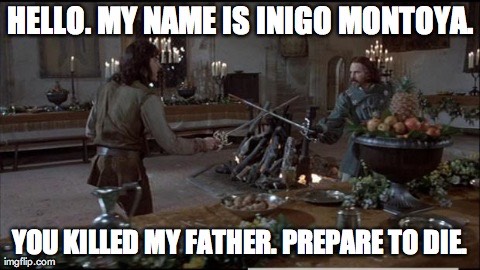 HELLO. MY NAME IS INIGO MONTOYA.
YOU KILLED MY FATHER. PREPARE TO DIE.
imgflip.com